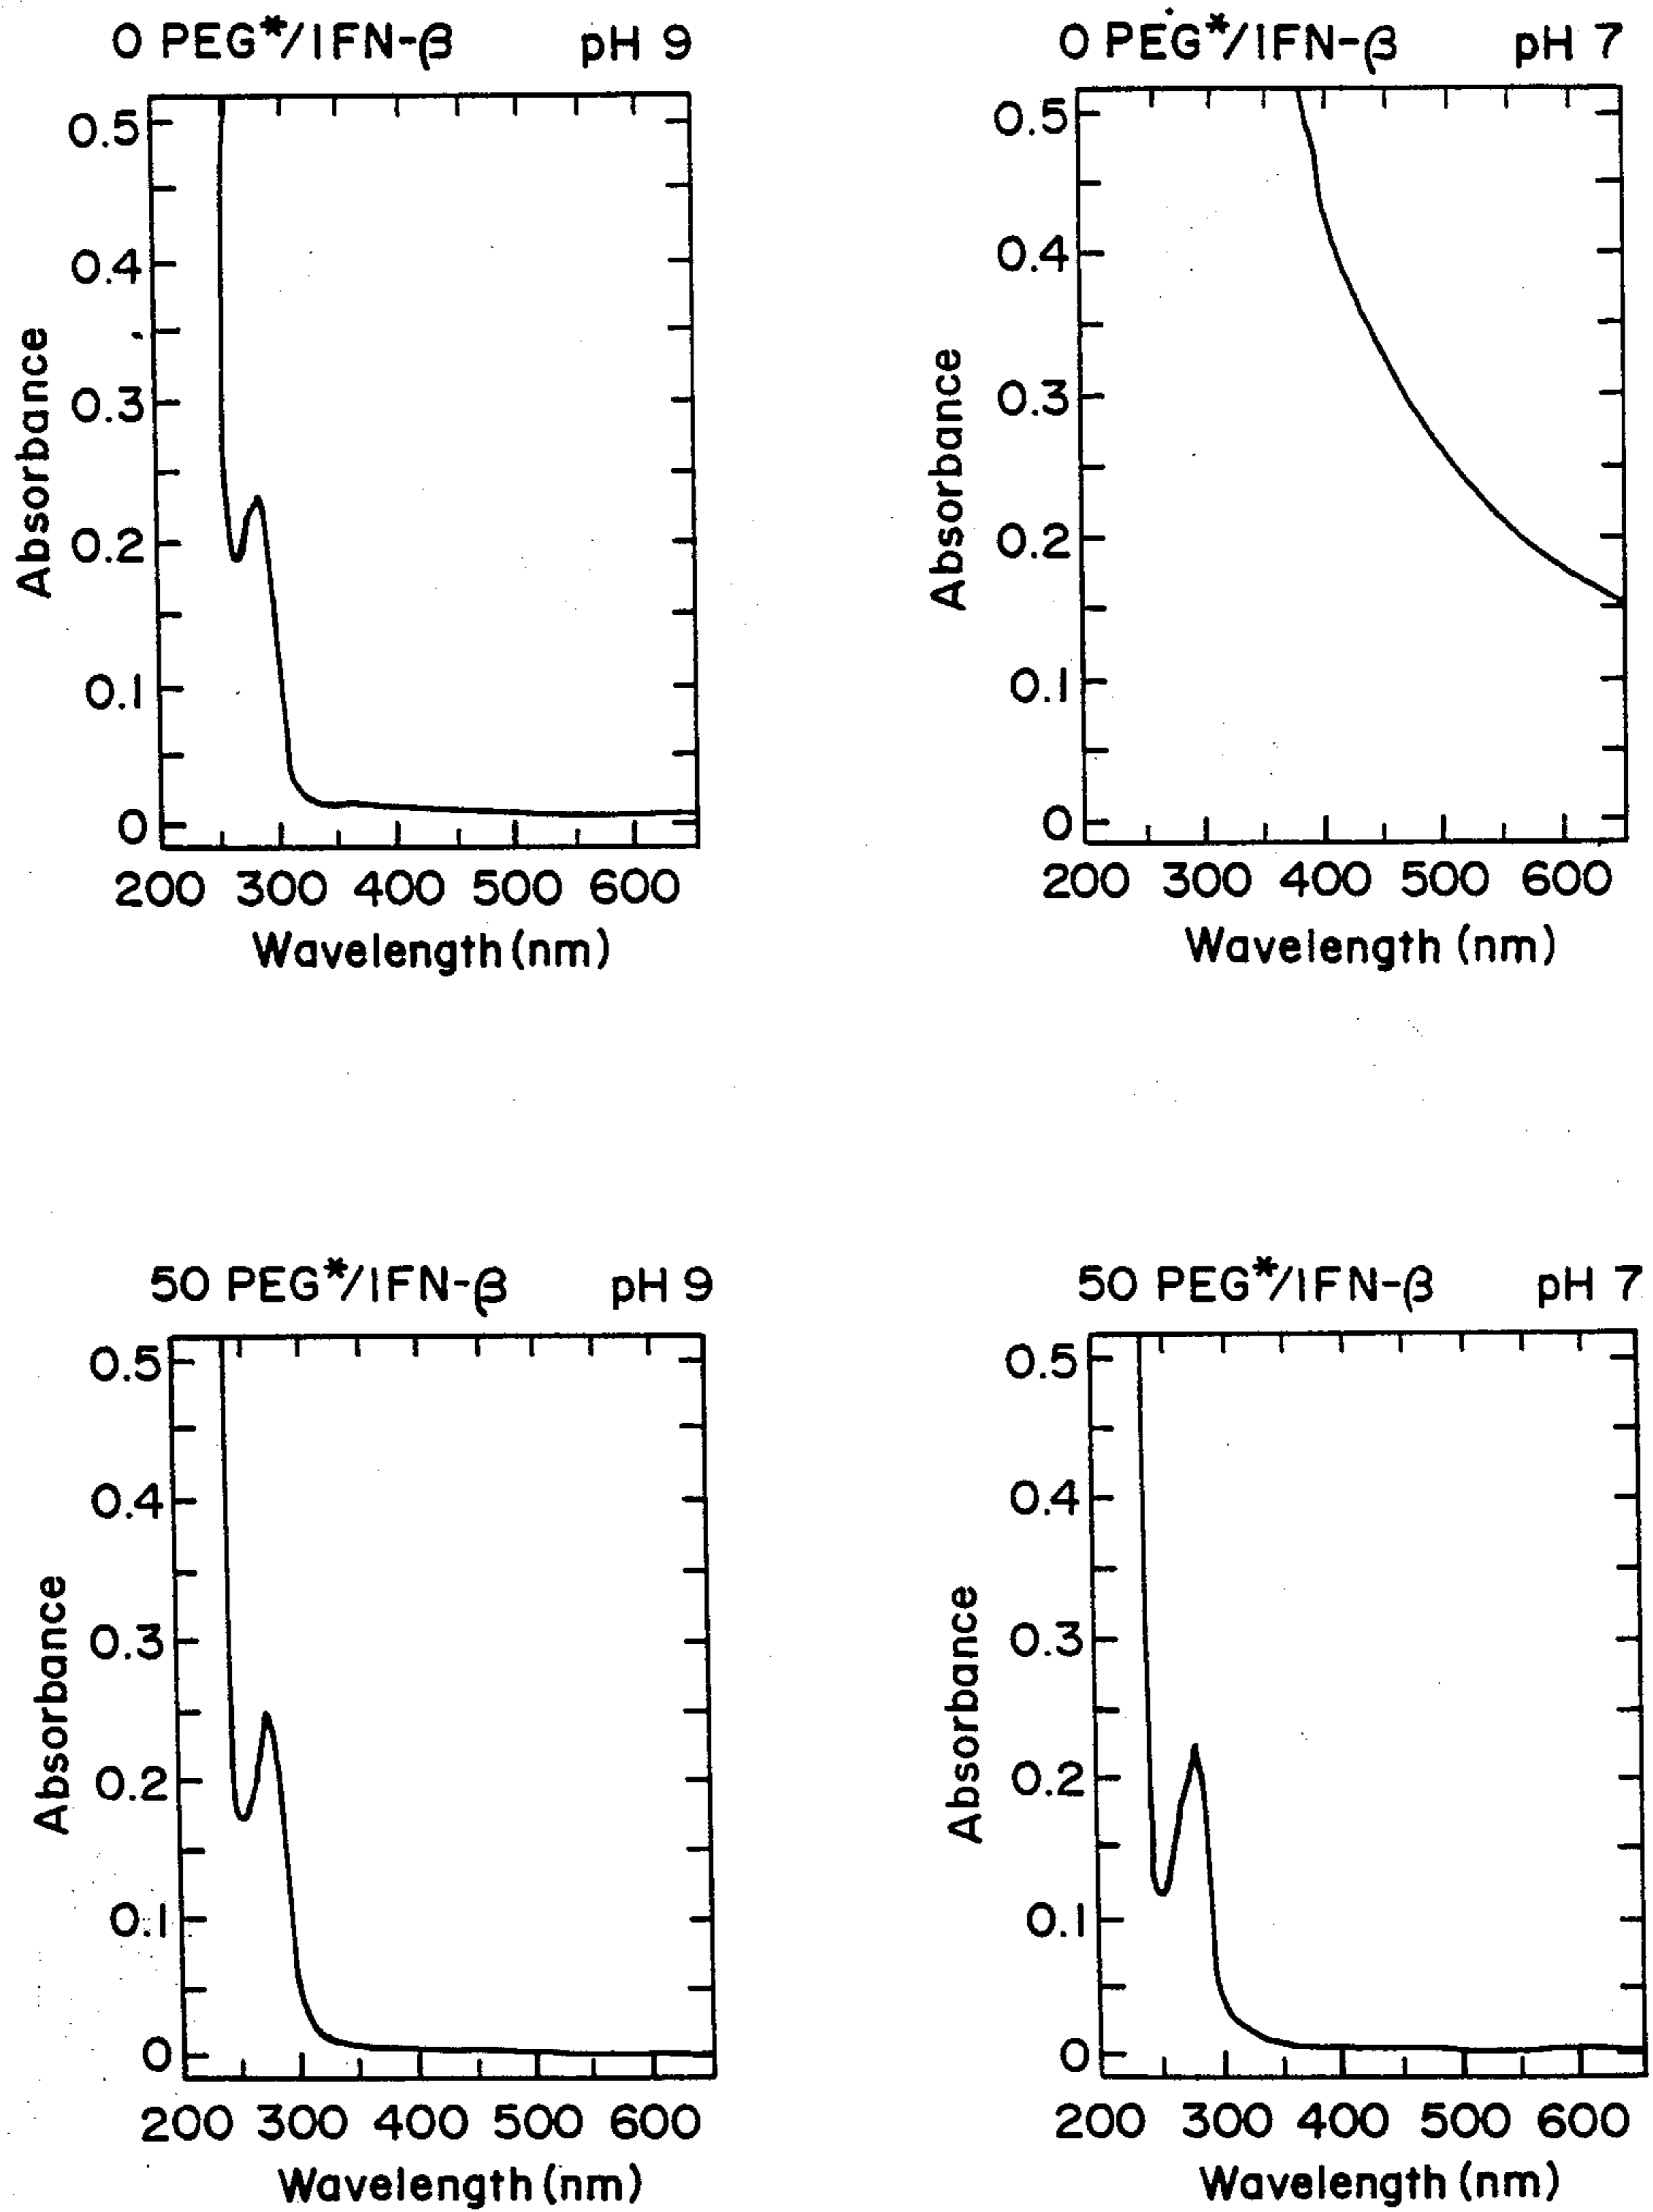 0 PEG*/IFN-β pH 9
0.5
0.4
0.3
0.2
0.1
0
Absorbance
200 300 400 500 600
Wavelength (nm)
0 PEG*/IFN-β pH 7
0.5
0.4
0.3
0.2
0.1
0
Absorbance
200 300 400 500 600
Wavelength (nm)
50 PEG*/IFN-β pH 9
0.5
0.4
0.3
0.2
0.1
0
Absorbance
200 300 400 500 600
Wavelength (nm)
50 PEG*/IFN-β pH 7
0.5
0.4
0.3
0.2
0.1
0
Absorbance
200 300 400 500 600
Wavelength (nm)